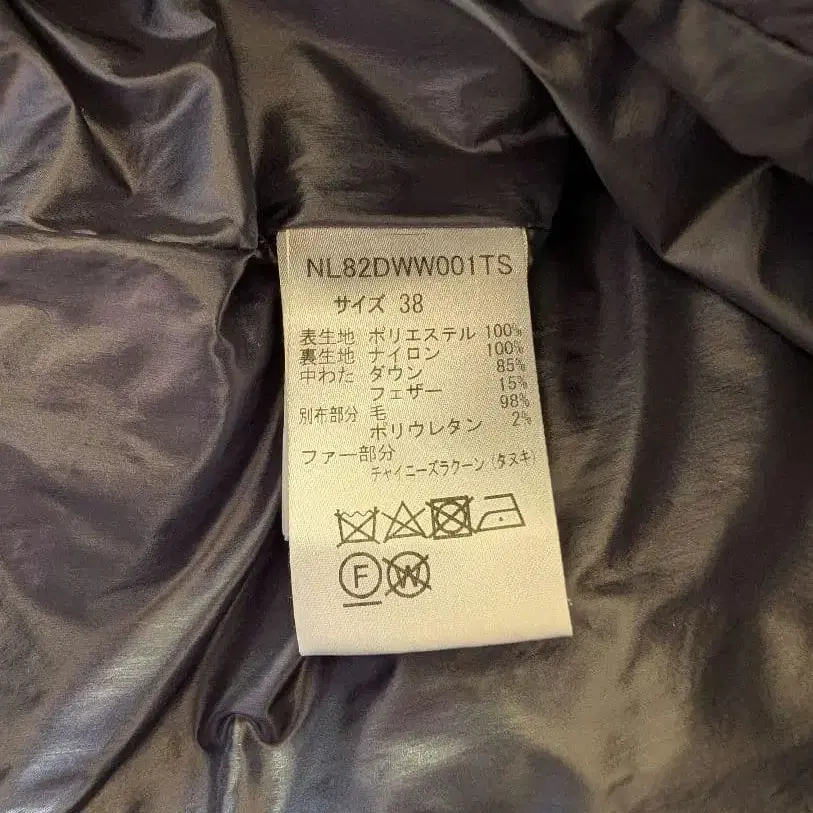 NL82DWW001TS
サイズ 38
表生地 ポリエステル 100%
裏生地 ナイロン 100%
中わた ダウン 85%
フェザー 15%
別布部分 毛 98%
ポリウレタン 2%
ファー部分
チャイニーズラクーン(タヌキ)
F W